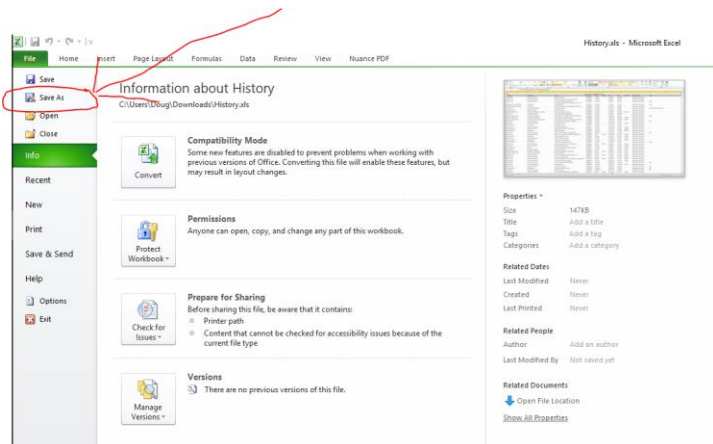 History.xls - Microsoft Excel
File Home Insert Page Layout Formulas Data Review View Nuance PDF
Save
Save As
Open
Close
Info
Recent
New
Print
Save & Send
Help
Options
Exit
Information about History
C:\Users\Doug\Downloads\History.xls
Convert
Compatibility Mode
Some new features are disabled to prevent problems when working with
previous versions of Office. Converting this file will enable these features, but
may result in layout changes.
Protect
Workbook
Permissions
Anyone can open, copy, and change any part of this workbook.
Check for
Issues
Prepare for Sharing
Before sharing this file, be aware that it contains:
Printer path
Content that cannot be checked for accessibility issues because of the
current file type
Manage
Versions
Versions
There are no previous versions of this file.
Properties
Size 147KB
Title Add a title
Tags Add a tag
Categories Add a category
Related Dates
Last Modified Never
Created Never
Last Printed Never
Related People
Author Add an author
Last Modified By Not saved yet
Related Documents
Open File Location
Show All Properties